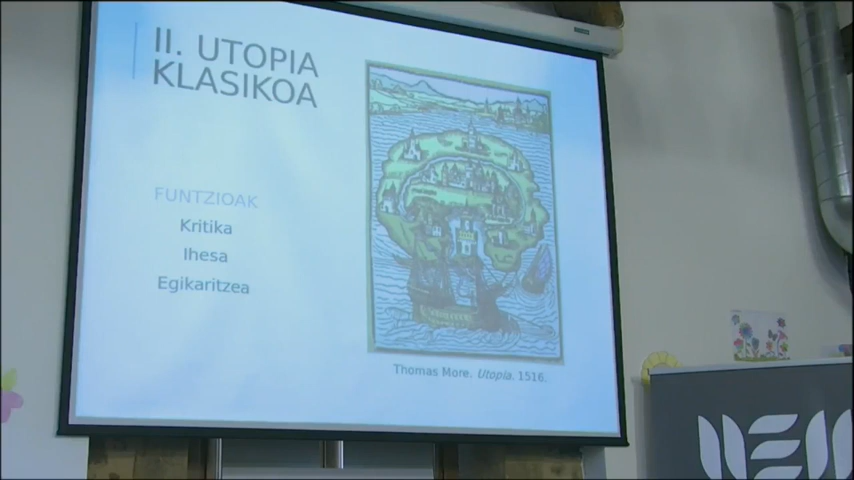 II. UTOPIA
KLASIKOA
FUNTZIOAK
Kritika
Ihesa
Egikaritzea
Thomas More. Utopia. 1516.